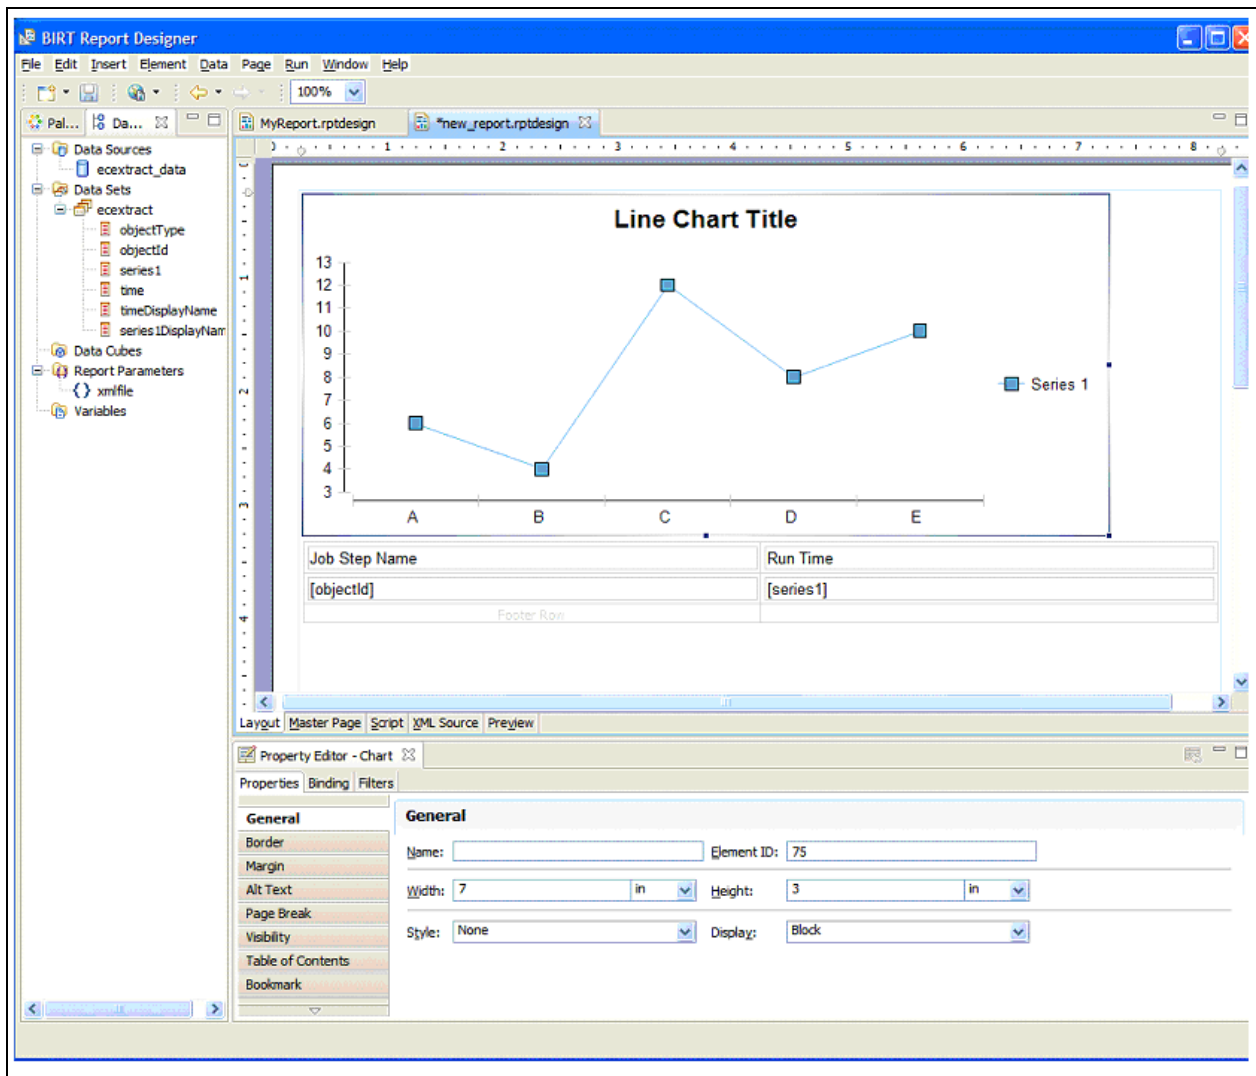 BIRT Report Designer
File Edit Insert Element Data Page Run Window Help
100%
Pal... Da...
MyReport.rptdesign *new_report.rptdesign
Data Sources
ecextract_data
Data Sets
ecextract
objectType
objectId
series1
time
timeDisplayName
series1DisplayNam
Data Cubes
Report Parameters
xmlfile
Variables
1 2 3 4 5 6 7 8
1
2
3
4
Line Chart Title
13
12
11
10
9
8
7
6
5
4
3
A B C D E
Series 1
Job Step Name Run Time
[objectId] [series1]
Footer Row
Layout Master Page Script XML Source Preview
Property Editor - Chart
Properties Binding Filters
General
Border
Margin
Alt Text
Page Break
Visibility
Table of Contents
Bookmark
General
Name: Element ID: 75
Width: 7 in Height: 3 in
Style: None Display: Block